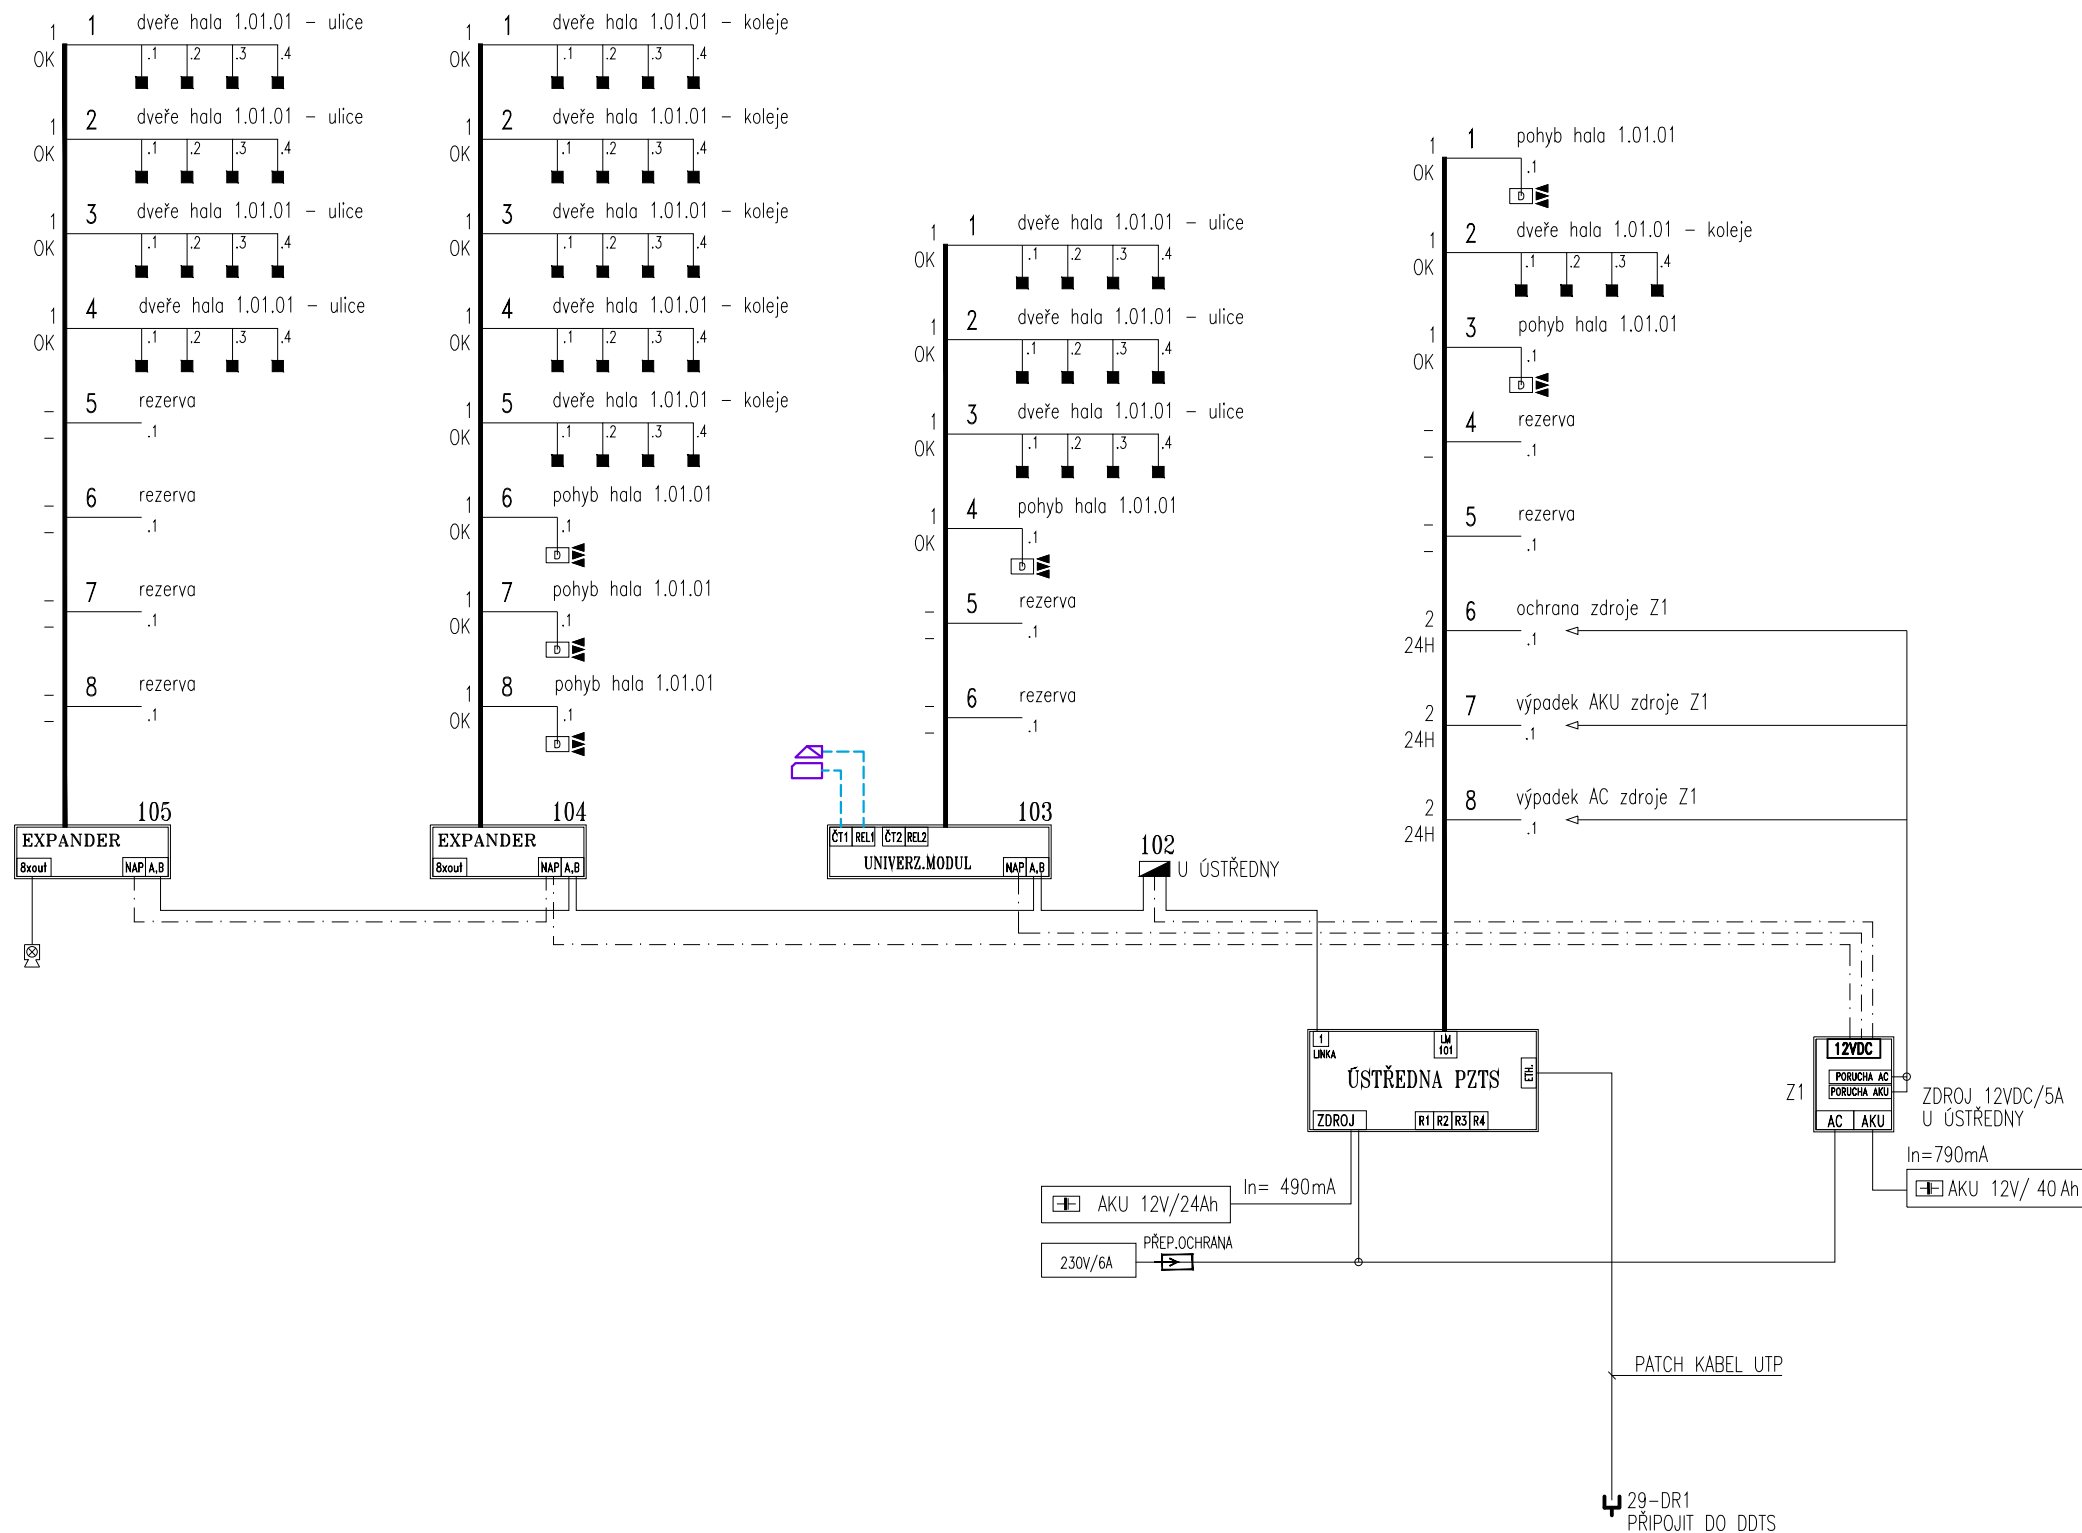 1 1 dveře hala 1.01.01 - ulice
OK .1 .2 .3 .4
1 2 dveře hala 1.01.01 - ulice
OK .1 .2 .3 .4
1 3 dveře hala 1.01.01 - ulice
OK .1 .2 .3 .4
1 4 dveře hala 1.01.01 - ulice
OK .1 .2 .3 .4
- 5 rezerva
- .1
- 6 rezerva
- .1
- 7 rezerva
- .1
- 8 rezerva
- .1
105
EXPANDER
8xout NAP A,B
1 1 dveře hala 1.01.01 - koleje
OK .1 .2 .3 .4
1 2 dveře hala 1.01.01 - koleje
OK .1 .2 .3 .4
1 3 dveře hala 1.01.01 - koleje
OK .1 .2 .3 .4
1 4 dveře hala 1.01.01 - koleje
OK .1 .2 .3 .4
1 5 dveře hala 1.01.01 - koleje
OK .1 .2 .3 .4
1 6 pohyb hala 1.01.01
OK .1
D
1 7 pohyb hala 1.01.01
OK .1
D
1 8 pohyb hala 1.01.01
OK .1
D
104
EXPANDER
8xout NAP A,B
1 1 dveře hala 1.01.01 - ulice
OK .1 .2 .3 .4
1 2 dveře hala 1.01.01 - ulice
OK .1 .2 .3 .4
1 3 dveře hala 1.01.01 - ulice
OK .1 .2 .3 .4
1 4 pohyb hala 1.01.01
OK .1
D
- 5 rezerva
- .1
- 6 rezerva
- .1
103
ČT1 REL1 ČT2 REL2
UNIVERZ.MODUL NAP A,B
102
U ÚSTŘEDNY
1 1 pohyb hala 1.01.01
OK .1
D
1 2 dveře hala 1.01.01 - koleje
OK .1 .2 .3 .4
1 3 pohyb hala 1.01.01
OK .1
D
- 4 rezerva
- .1
- 5 rezerva
- .1
2 6 ochrana zdroje Z1
24H .1
2 7 výpadek AKU zdroje Z1
24H .1
2 8 výpadek AC zdroje Z1
24H .1
1
LINKA
LM
101
ÚSTŘEDNA PZTS
ETH.
ZDROJ R1 R2 R3 R4
12VDC
PORUCHA AC
PORUCHA AKU
Z1
AC AKU
ZDROJ 12VDC/5A
U ÚSTŘEDNY
In=790mA
AKU 12V/ 40 Ah
In= 490mA
AKU 12V/24Ah
PŘEP.OCHRANA
230V/6A
PATCH KABEL UTP
29-DR1
PŘIPOJIT DO DDTS